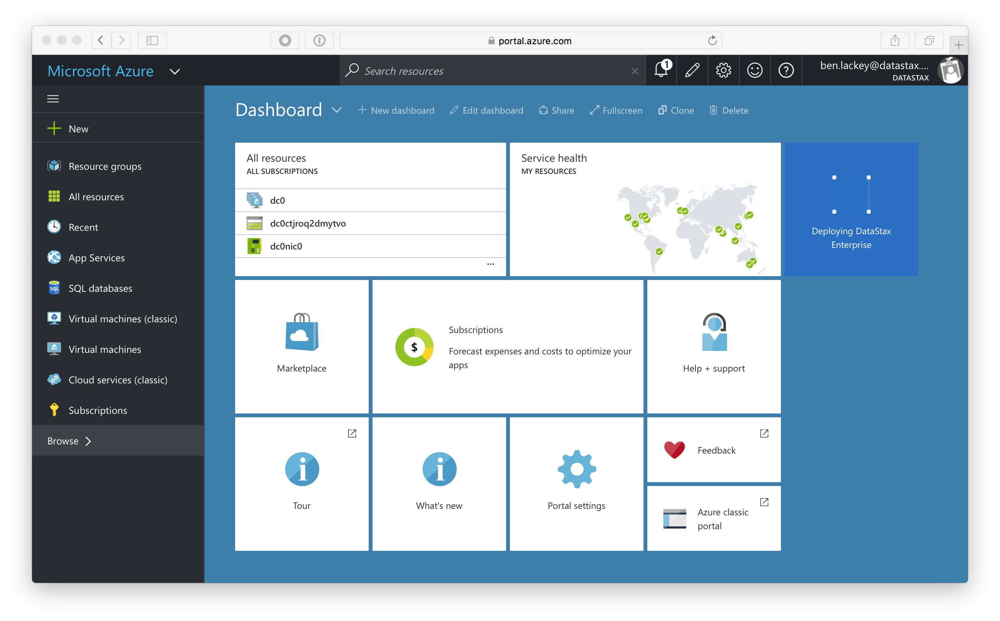 portal.azure.com
Microsoft Azure
Search resources
1
ben.lackey@datastax....
DATASTAX
Dashboard
New dashboard
Edit dashboard
Share
Fullscreen
Clone
Delete
New
Resource groups
All resources
Recent
App Services
SQL
SQL databases
Virtual machines (classic)
Virtual machines
Cloud services (classic)
Subscriptions
Browse
All resources
ALL SUBSCRIPTIONS
dc0
dc0ctjroq2dmytvo
dc0nic0
...
Service health
MY RESOURCES
Deploying DataStax
Enterprise
Marketplace
$
Subscriptions
Forecast expenses and costs to optimize your
apps
Help + support
Tour
What's new
Portal settings
Feedback
Azure classic
portal